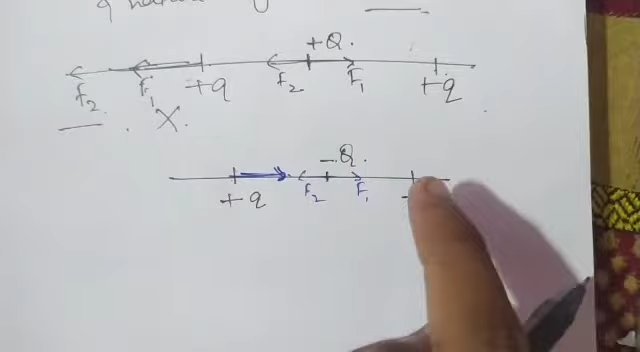 +Q.
F₂ F₁ +q F₂ F₁ +q
X.
-Q.
+q F₂ F₁